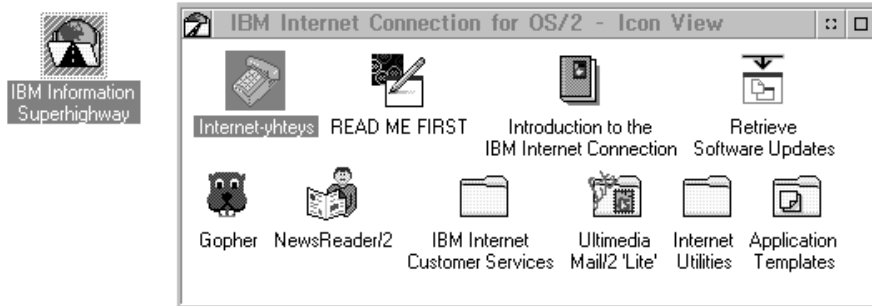 IBM Internet Connection for OS/2 - Icon View
IBM Information
Superhighway
Internet-yhteys
READ ME FIRST
Introduction to the
IBM Internet Connection
Retrieve
Software Updates
Gopher
NewsReader/2
IBM Internet
Customer Services
Ultimedia
Mail/2 'Lite'
Internet
Utilities
Application
Templates